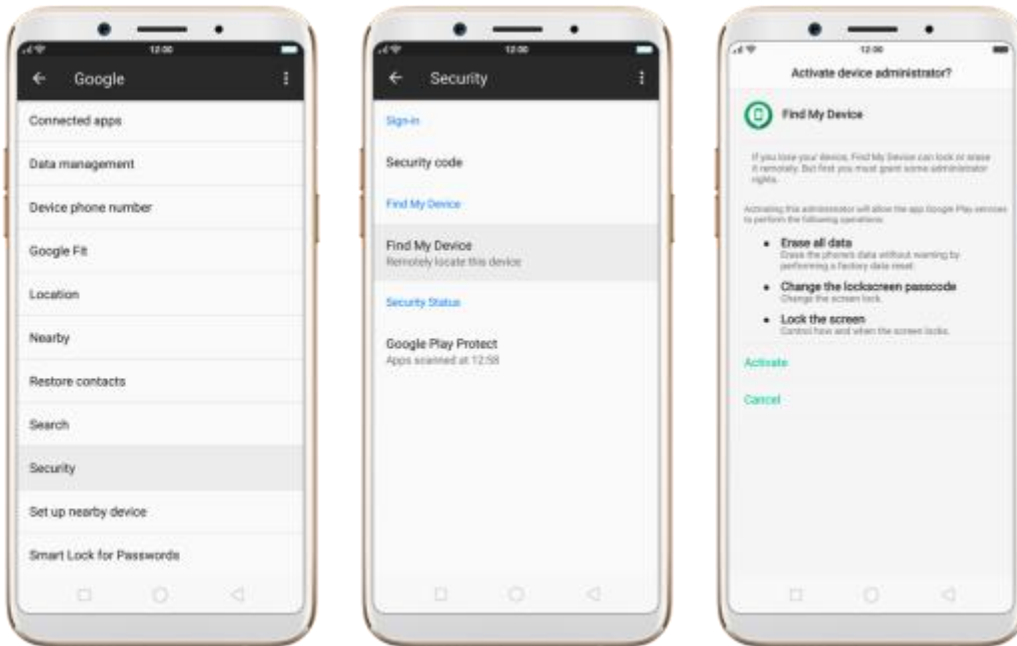 12:00
Google
Connected apps
Data management
Device phone number
Google Fit
Location
Nearby
Restore contacts
Search
Security
Set up nearby device
Smart Lock for Passwords
12:00
Security
Sign-in
Security code
Find My Device
Find My Device
Remotely locate this device
Security Status
Google Play Protect
Apps scanned at 12:58
12:00
Activate device administrator?
Find My Device
If you lose your device, Find My Device can lock or erase
it remotely. But first you must grant some administrator
rights.
Activating this administrator will allow the app Google Play services
to perform the following operations:
Erase all data
Erase the phone's data without warning by
performing a factory data reset.
Change the lockscreen passcode
Change the screen lock.
Lock the screen
Control how and when the screen locks.
Activate
Cancel